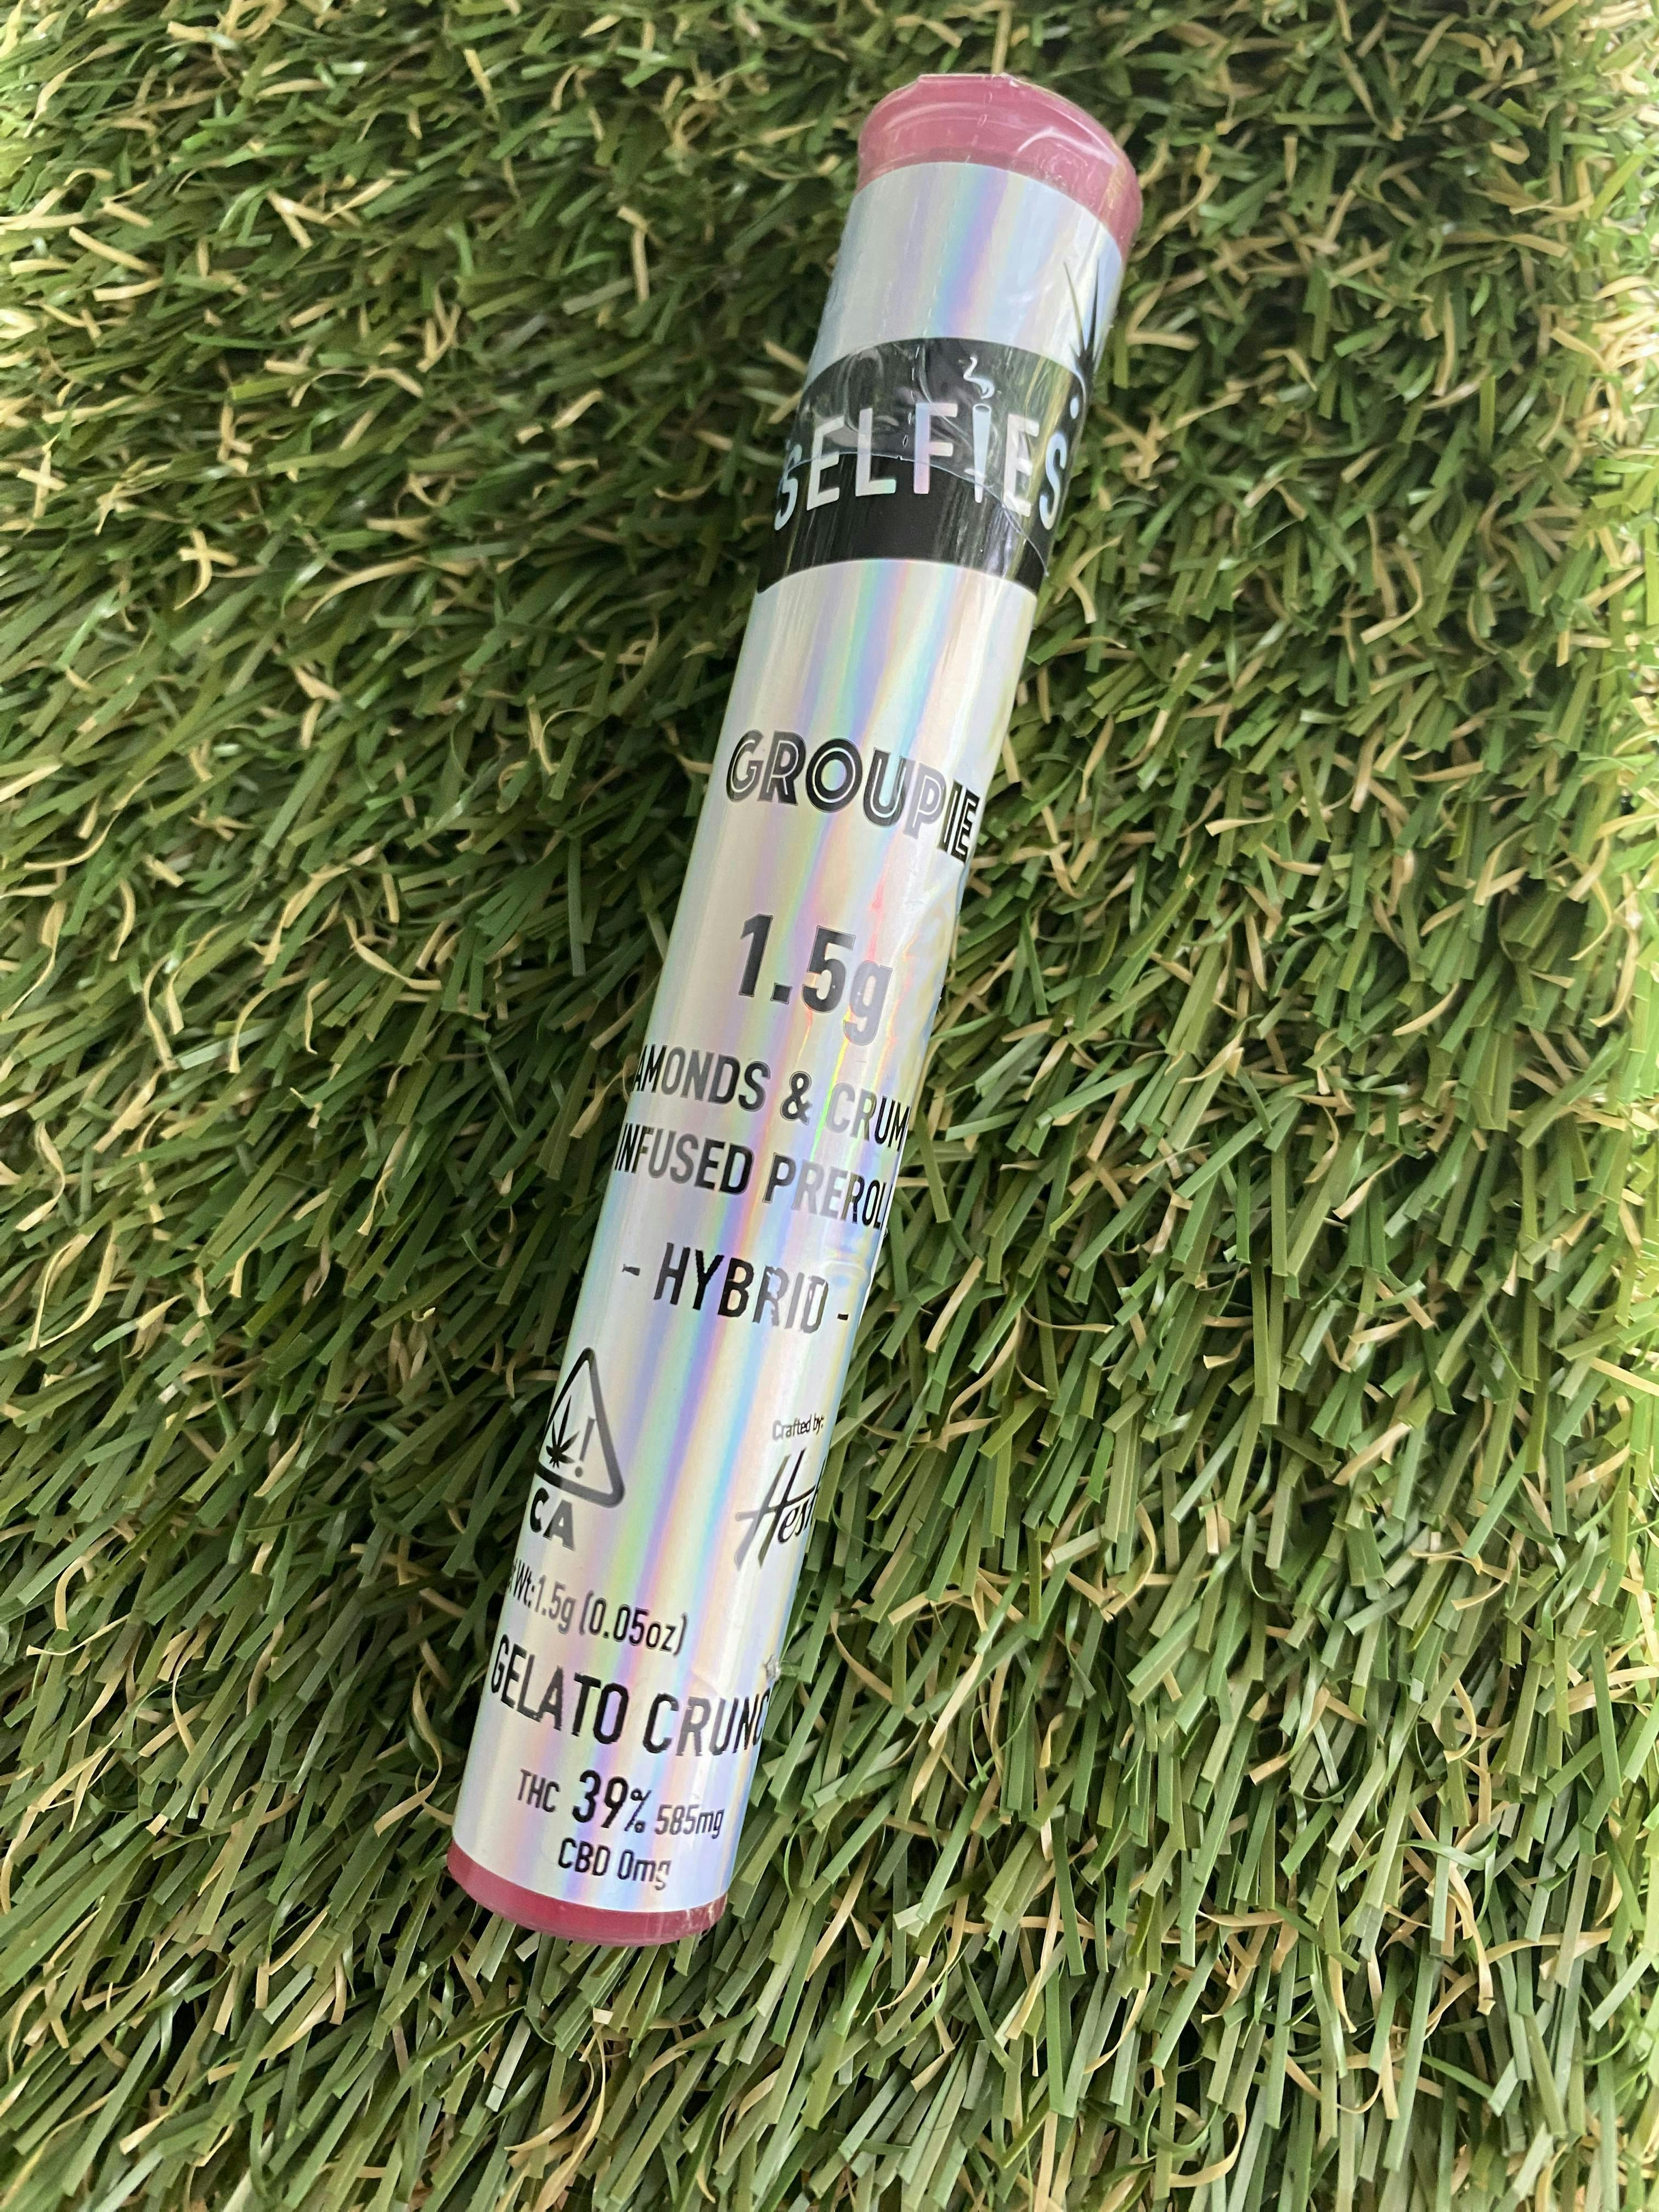 SELFIES
GROUPIE
1.5g
AMONDS & CRUM
INFUSED PREROL
- HYBRID -
CA
Crafted by:
Wt:1.5g (0.05oz)
GELATO CRUNC
THC 39% 585mg
CBD 0mg